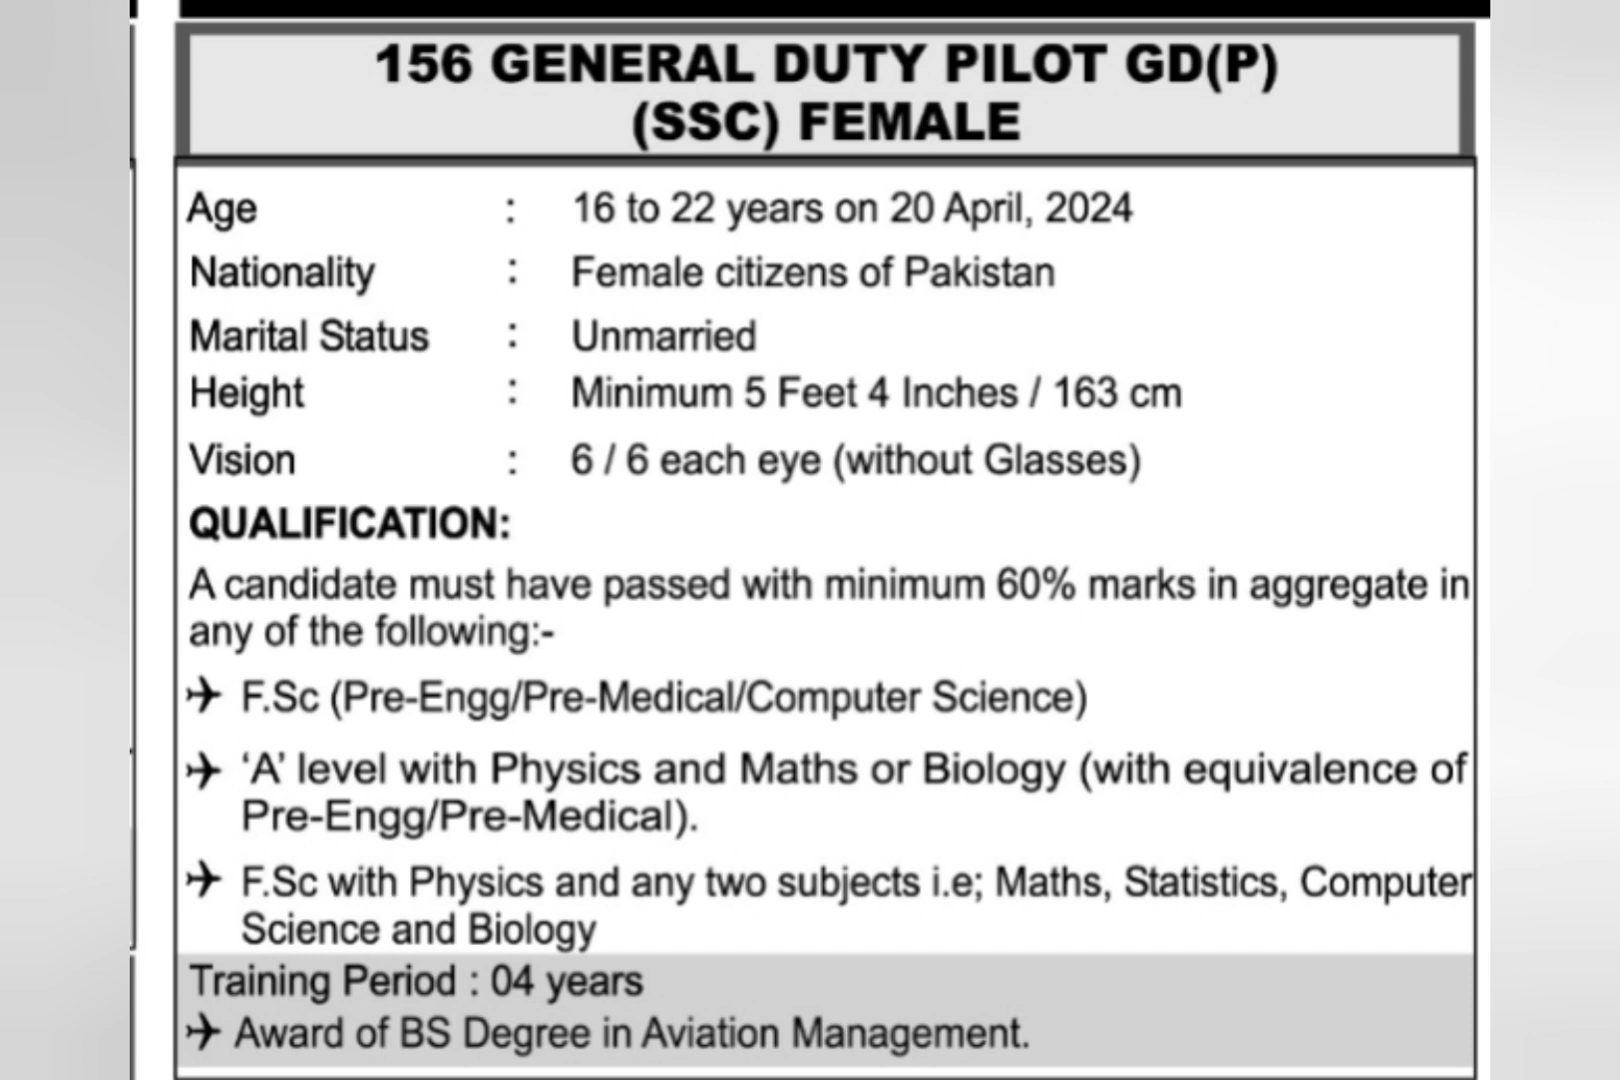 156 GENERAL DUTY PILOT GD(P)
(SSC) FEMALE
Age : 16 to 22 years on 20 April, 2024
Nationality : Female citizens of Pakistan
Marital Status : Unmarried
Height : Minimum 5 Feet 4 Inches / 163 cm
Vision : 6 / 6 each eye (without Glasses)
QUALIFICATION:
A candidate must have passed with minimum 60% marks in aggregate in
any of the following:-
✈ F.Sc (Pre-Engg/Pre-Medical/Computer Science)
✈ ‘A’ level with Physics and Maths or Biology (with equivalence of
Pre-Engg/Pre-Medical).
✈ F.Sc with Physics and any two subjects i.e; Maths, Statistics, Computer
Science and Biology
Training Period : 04 years
✈ Award of BS Degree in Aviation Management.